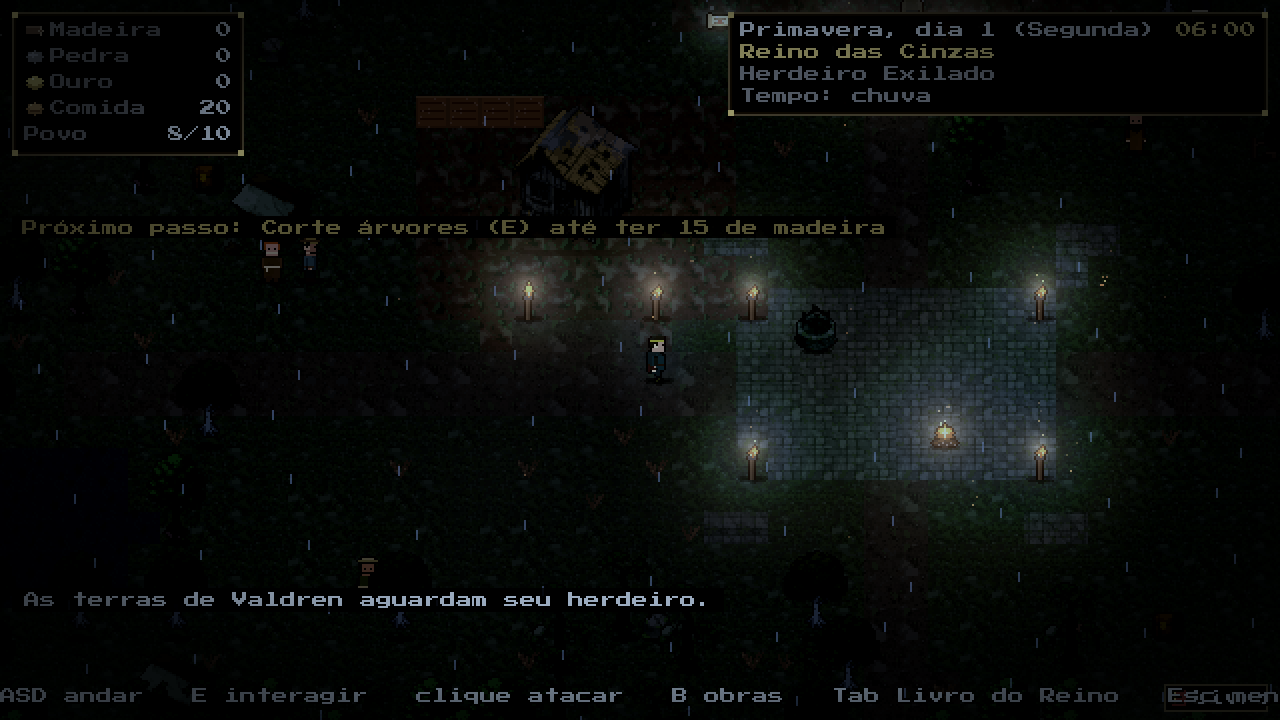 Madeira 0
Pedra 0
Ouro 0
Comida 20
Povo 8/10
Primavera, dia 1 (Segunda) 06:00
Reino das Cinzas
Herdeiro Exilado
Tempo: chuva
Próximo passo: Corte árvores (E) até ter 15 de madeira
As terras de Valdren aguardam seu herdeiro.
ASD andar E interagir clique atacar B obras Tab Livro do Reino